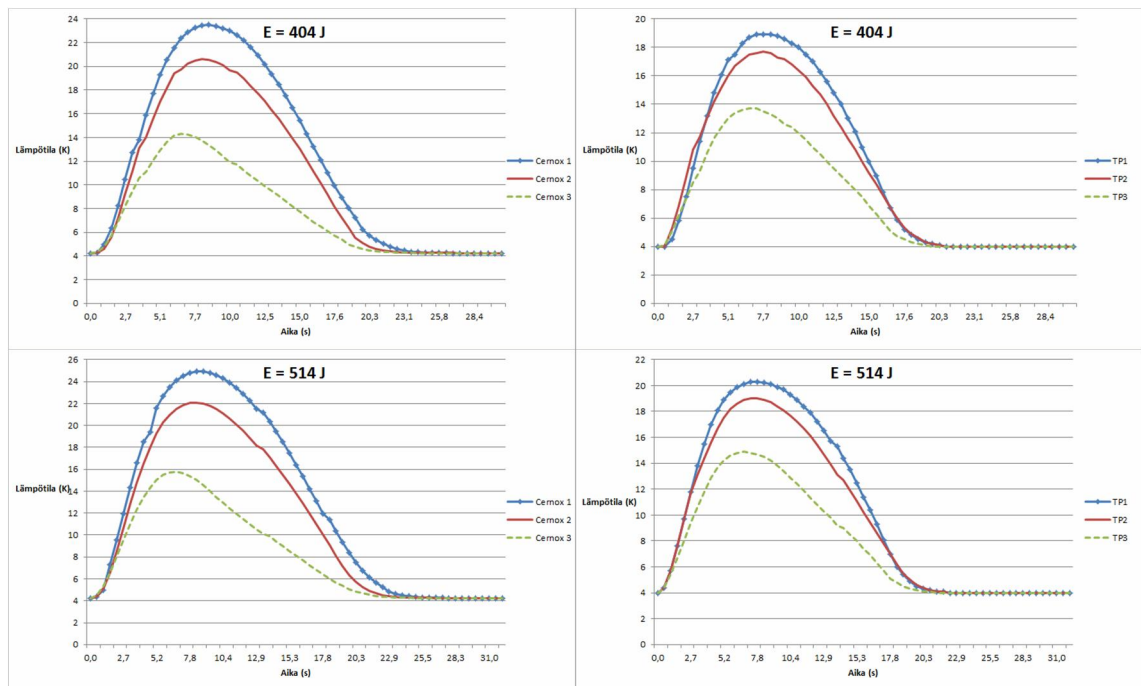 E = 404 J
24
22
20
18
16
14
12
10
8
6
4
2
0
Lämpötila (K)
0,0 2,7 5,1 7,7 10,0 12,5 15,0 17,6 20,3 23,1 25,8 28,4
Aika (s)
Cernox 1
Cernox 2
Cernox 3
E = 404 J
20
18
16
14
12
10
8
6
4
2
0
Lämpötila (K)
0,0 2,7 5,1 7,7 10,0 12,5 15,0 17,6 20,3 23,1 25,8 28,4
Aika (s)
TP1
TP2
TP3
E = 514 J
26
24
22
20
18
16
14
12
10
8
6
4
2
0
Lämpötila (K)
0,0 2,7 5,2 7,8 10,4 12,9 15,3 17,8 20,3 22,9 25,6 28,3 31,0
Aika (s)
Cernox 1
Cernox 2
Cernox 3
E = 514 J
22
20
18
16
14
12
10
8
6
4
2
0
Lämpötila (K)
0,0 2,7 5,2 7,8 10,4 12,9 15,3 17,8 20,3 22,9 25,6 28,3 31,0
Aika (s)
TP1
TP2
TP3